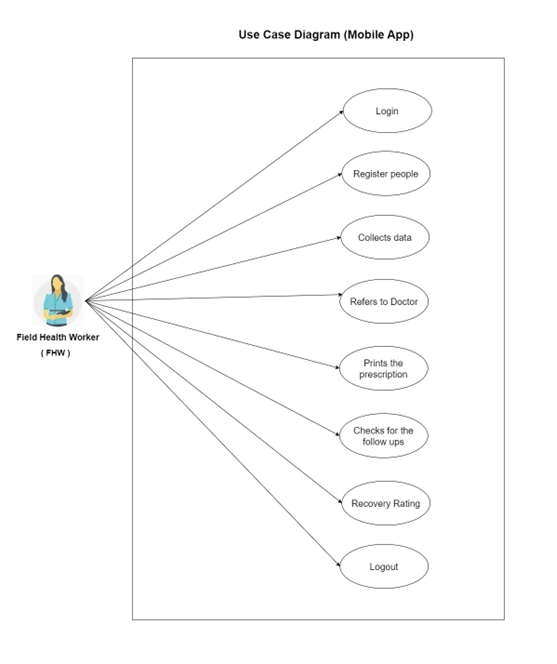 Use Case Diagram (Mobile App)
Login
Register people
Collects data
Refers to Doctor
Field Health Worker
( FHW )
Prints the
prescription
Checks for the
follow ups
Recovery Rating
Logout